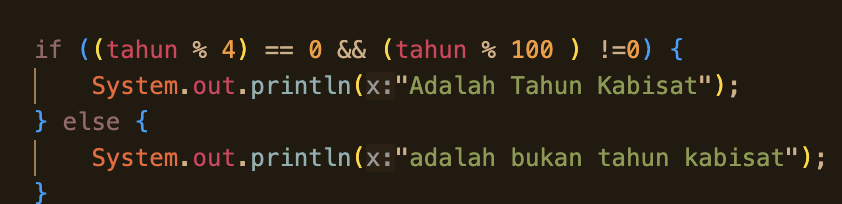 if ((tahun % 4) == 0 && (tahun % 100 ) !=0) {
System.out.println(x:"Adalah Tahun Kabisat");
} else {
System.out.println(x:"adalah bukan tahun kabisat");
}